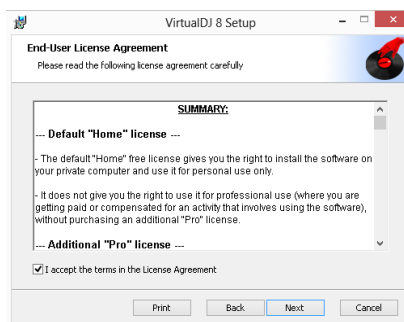 VirtualDJ 8 Setup
End-User License Agreement
Please read the following license agreement carefully
SUMMARY:
--- Default "Home" license ---
- The default "Home" free license gives you the right to install the software on
your private computer and use it for personal use only.
- It does not give you the right to use it for professional use (where you are
getting paid or compensated for an activity that involves using the software),
without purchasing an additional "Pro" license.
--- Additional "Pro" license ---
I accept the terms in the License Agreement
Print Back Next Cancel